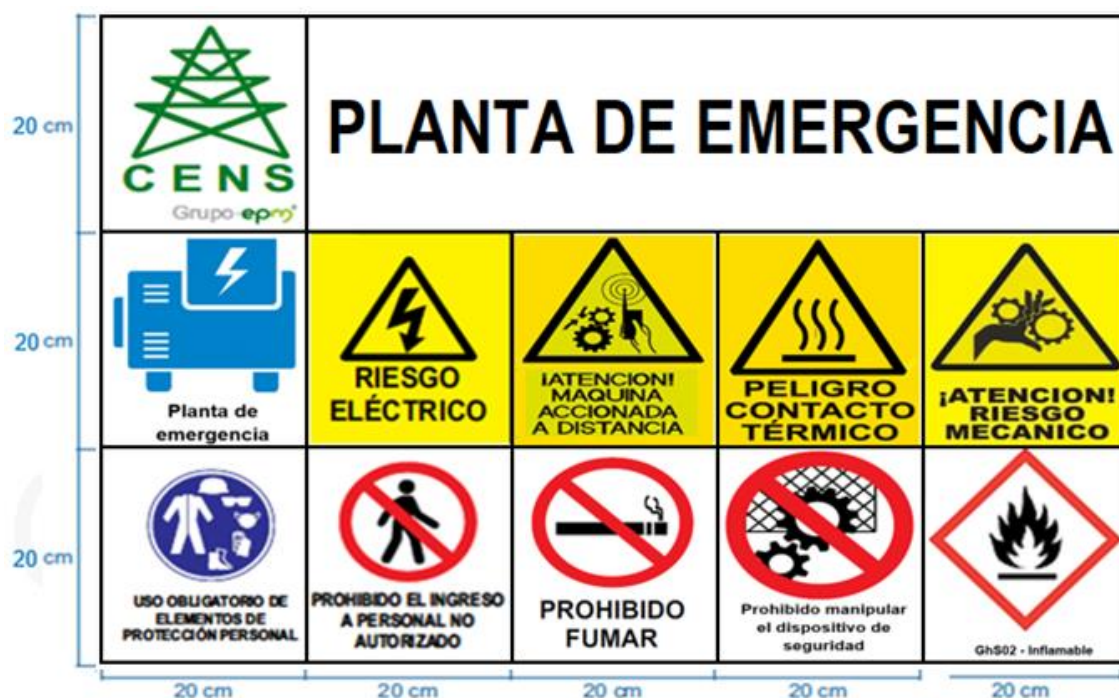 20 cm
CENS
Grupo·epm®
PLANTA DE EMERGENCIA
20 cm
Planta de
emergencia
RIESGO
ELÉCTRICO
¡ATENCION!
MAQUINA
ACCIONADA
A DISTANCIA
PELIGRO
CONTACTO
TÉRMICO
¡ATENCION!
RIESGO
MECANICO
20 cm
USO OBLIGATORIO DE
ELEMENTOS DE
PROTECCIÓN PERSONAL
PROHIBIDO EL INGRESO
A PERSONAL NO
AUTORIZADO
PROHIBIDO
FUMAR
Prohibido manipular
el dispositivo de
seguridad
GhS02 - Inflamable
20 cm
20 cm
20 cm
20 cm
20 cm